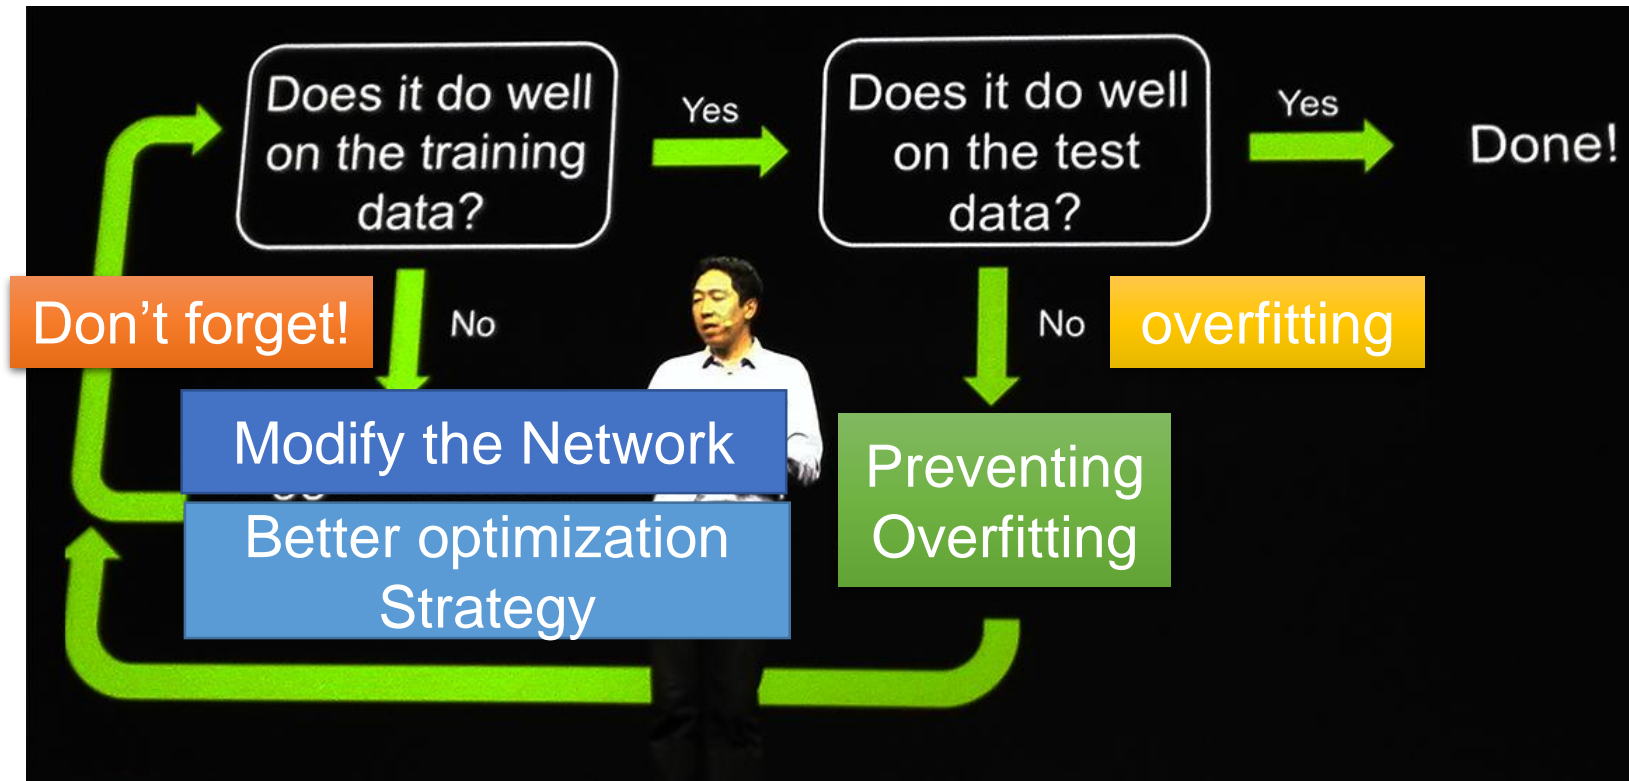 Does it do well
on the training
data?
Yes
Does it do well
on the test
data?
Yes
Done!
Don't forget!
No
No
overfitting
Modify the Network
Better optimization
Strategy
Preventing
Overfitting